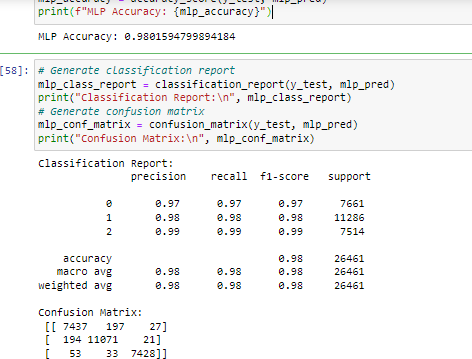 mlp_accuracy = accuracy_score(y_test, mlp_pred)
print(f"MLP Accuracy: {mlp_accuracy}")
MLP Accuracy: 0.9801594799894184
[58]: # Generate classification report
mlp_class_report = classification_report(y_test, mlp_pred)
print("Classification Report:\n", mlp_class_report)
# Generate confusion matrix
mlp_conf_matrix = confusion_matrix(y_test, mlp_pred)
print("Confusion Matrix:\n", mlp_conf_matrix)
Classification Report:
precision recall f1-score support
0 0.97 0.97 0.97 7661
1 0.98 0.98 0.98 11286
2 0.99 0.99 0.99 7514
accuracy 0.98 26461
macro avg 0.98 0.98 0.98 26461
weighted avg 0.98 0.98 0.98 26461
Confusion Matrix:
[[ 7437 197 27]
[ 194 11071 21]
[ 53 33 7428]]